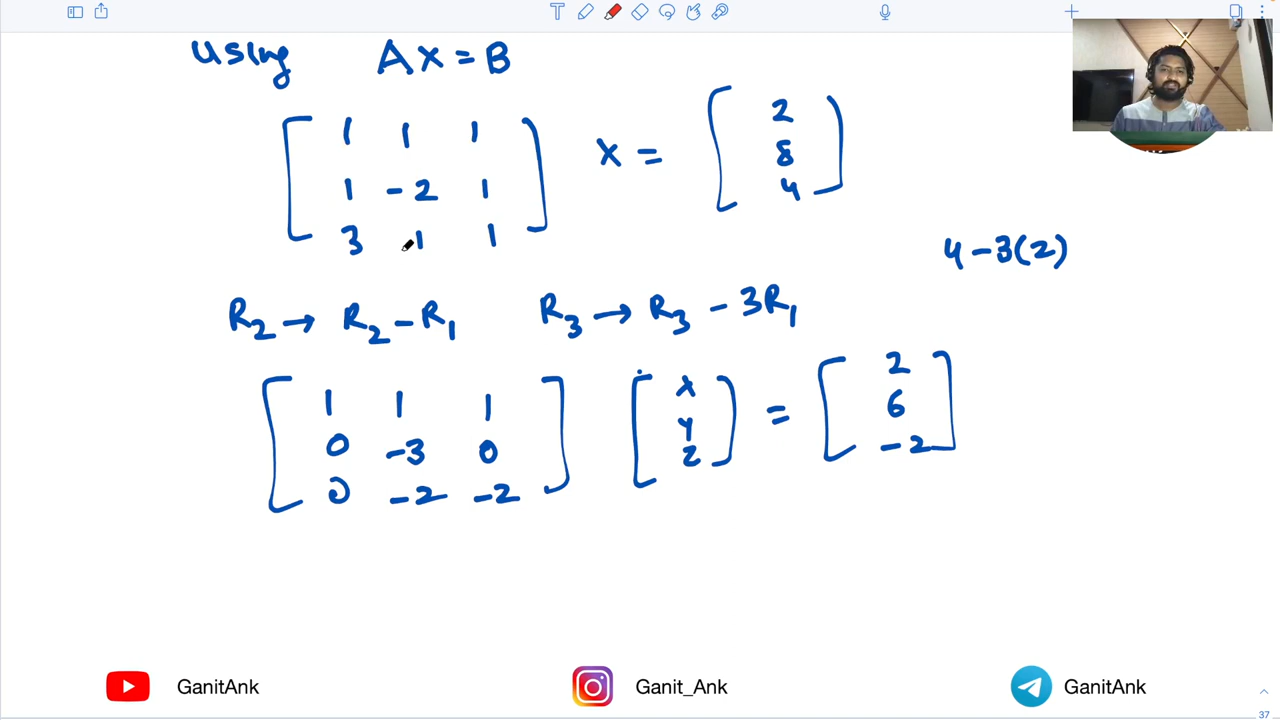 Using AX = B
[ 1 1 1
1 -2 1
3 1 1 ] X = [ 2
8
4 ]
4 - 3(2)
R2 → R2 - R1 R3 → R3 - 3R1
[ 1 1 1
0 -3 0
0 -2 -2 ] [ x
y
z ] = [ 2
6
-2 ]
GanitAnk Ganit_Ank GanitAnk
37